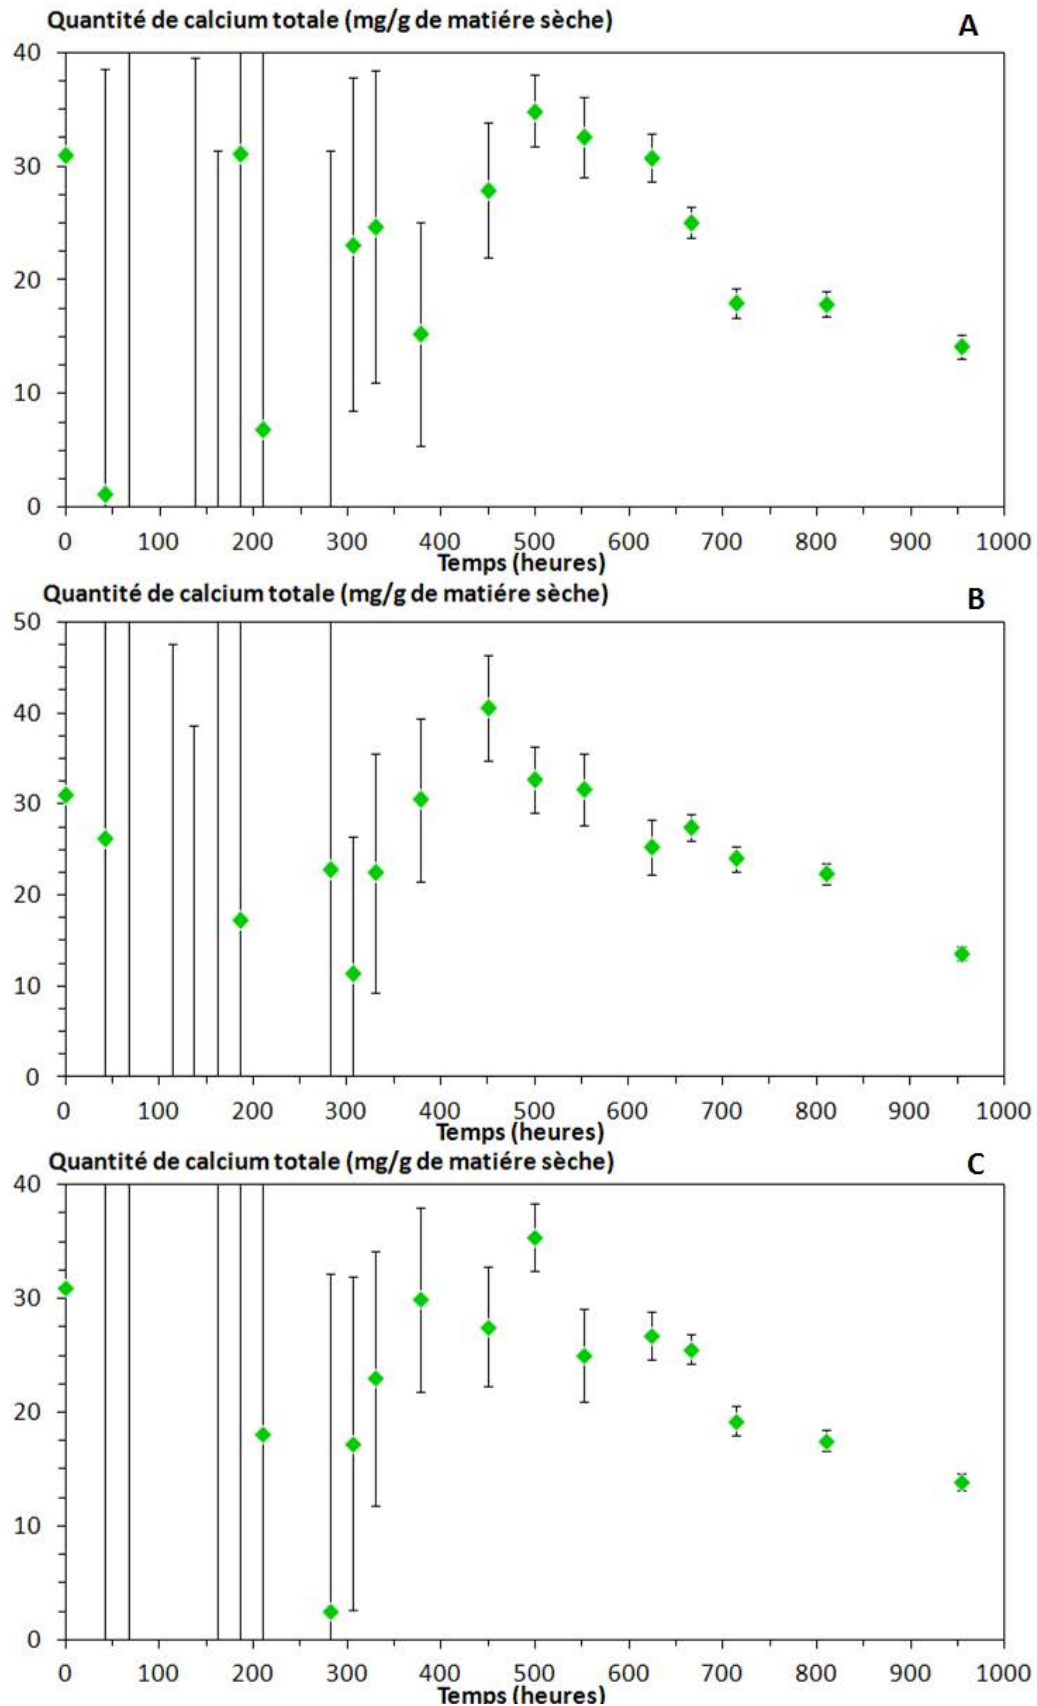 Quantité de calcium totale (mg/g de matiére sèche) A
40
30
20
10
0
0 100 200 300 400 500 600 700 800 900 1000
Temps (heures)
Quantité de calcium totale (mg/g de matiére sèche) B
50
40
30
20
10
0
0 100 200 300 400 500 600 700 800 900 1000
Temps (heures)
Quantité de calcium totale (mg/g de matiére sèche) C
40
30
20
10
0
0 100 200 300 400 500 600 700 800 900 1000
Temps (heures)